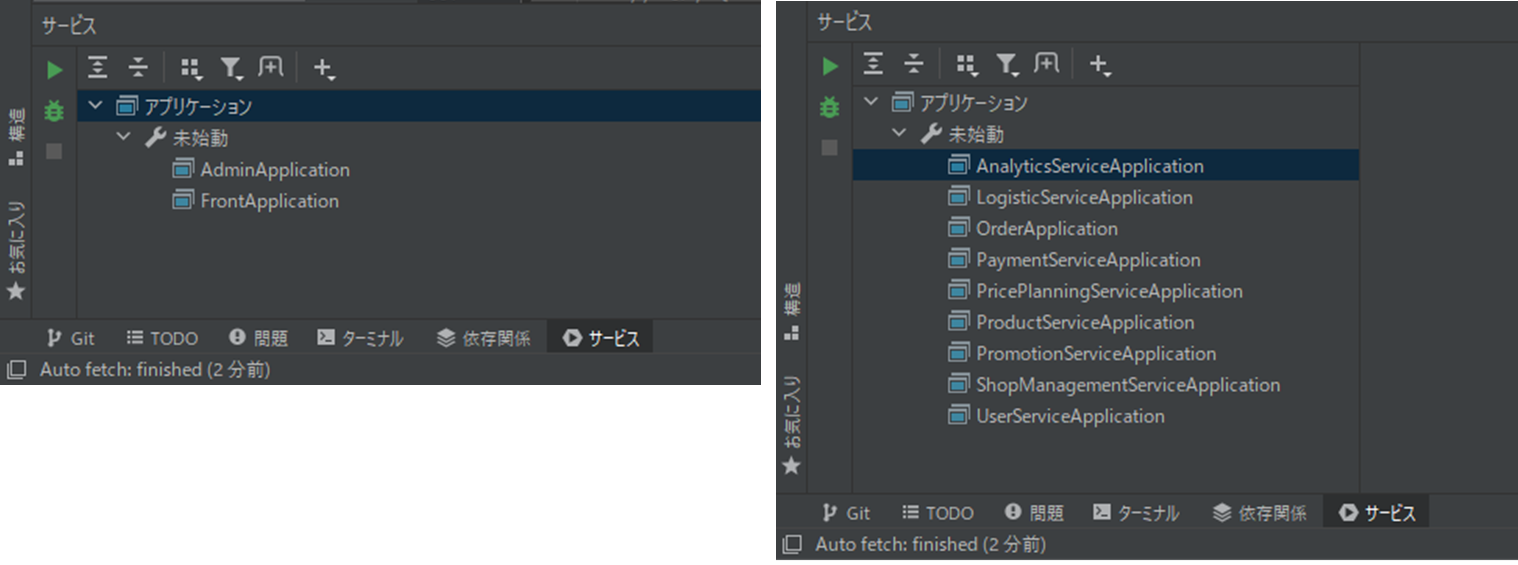 サービス
アプリケーション
未始動
AdminApplication
FrontApplication
構造
お気に入り
Git TODO 問題 ターミナル 依存関係 サービス
Auto fetch: finished (2 分前)
サービス
アプリケーション
未始動
AnalyticsServiceApplication
LogisticServiceApplication
OrderApplication
PaymentServiceApplication
PricePlanningServiceApplication
ProductServiceApplication
PromotionServiceApplication
ShopManagementServiceApplication
UserServiceApplication
構造
お気に入り
Git TODO 問題 ターミナル 依存関係 サービス
Auto fetch: finished (2 分前)